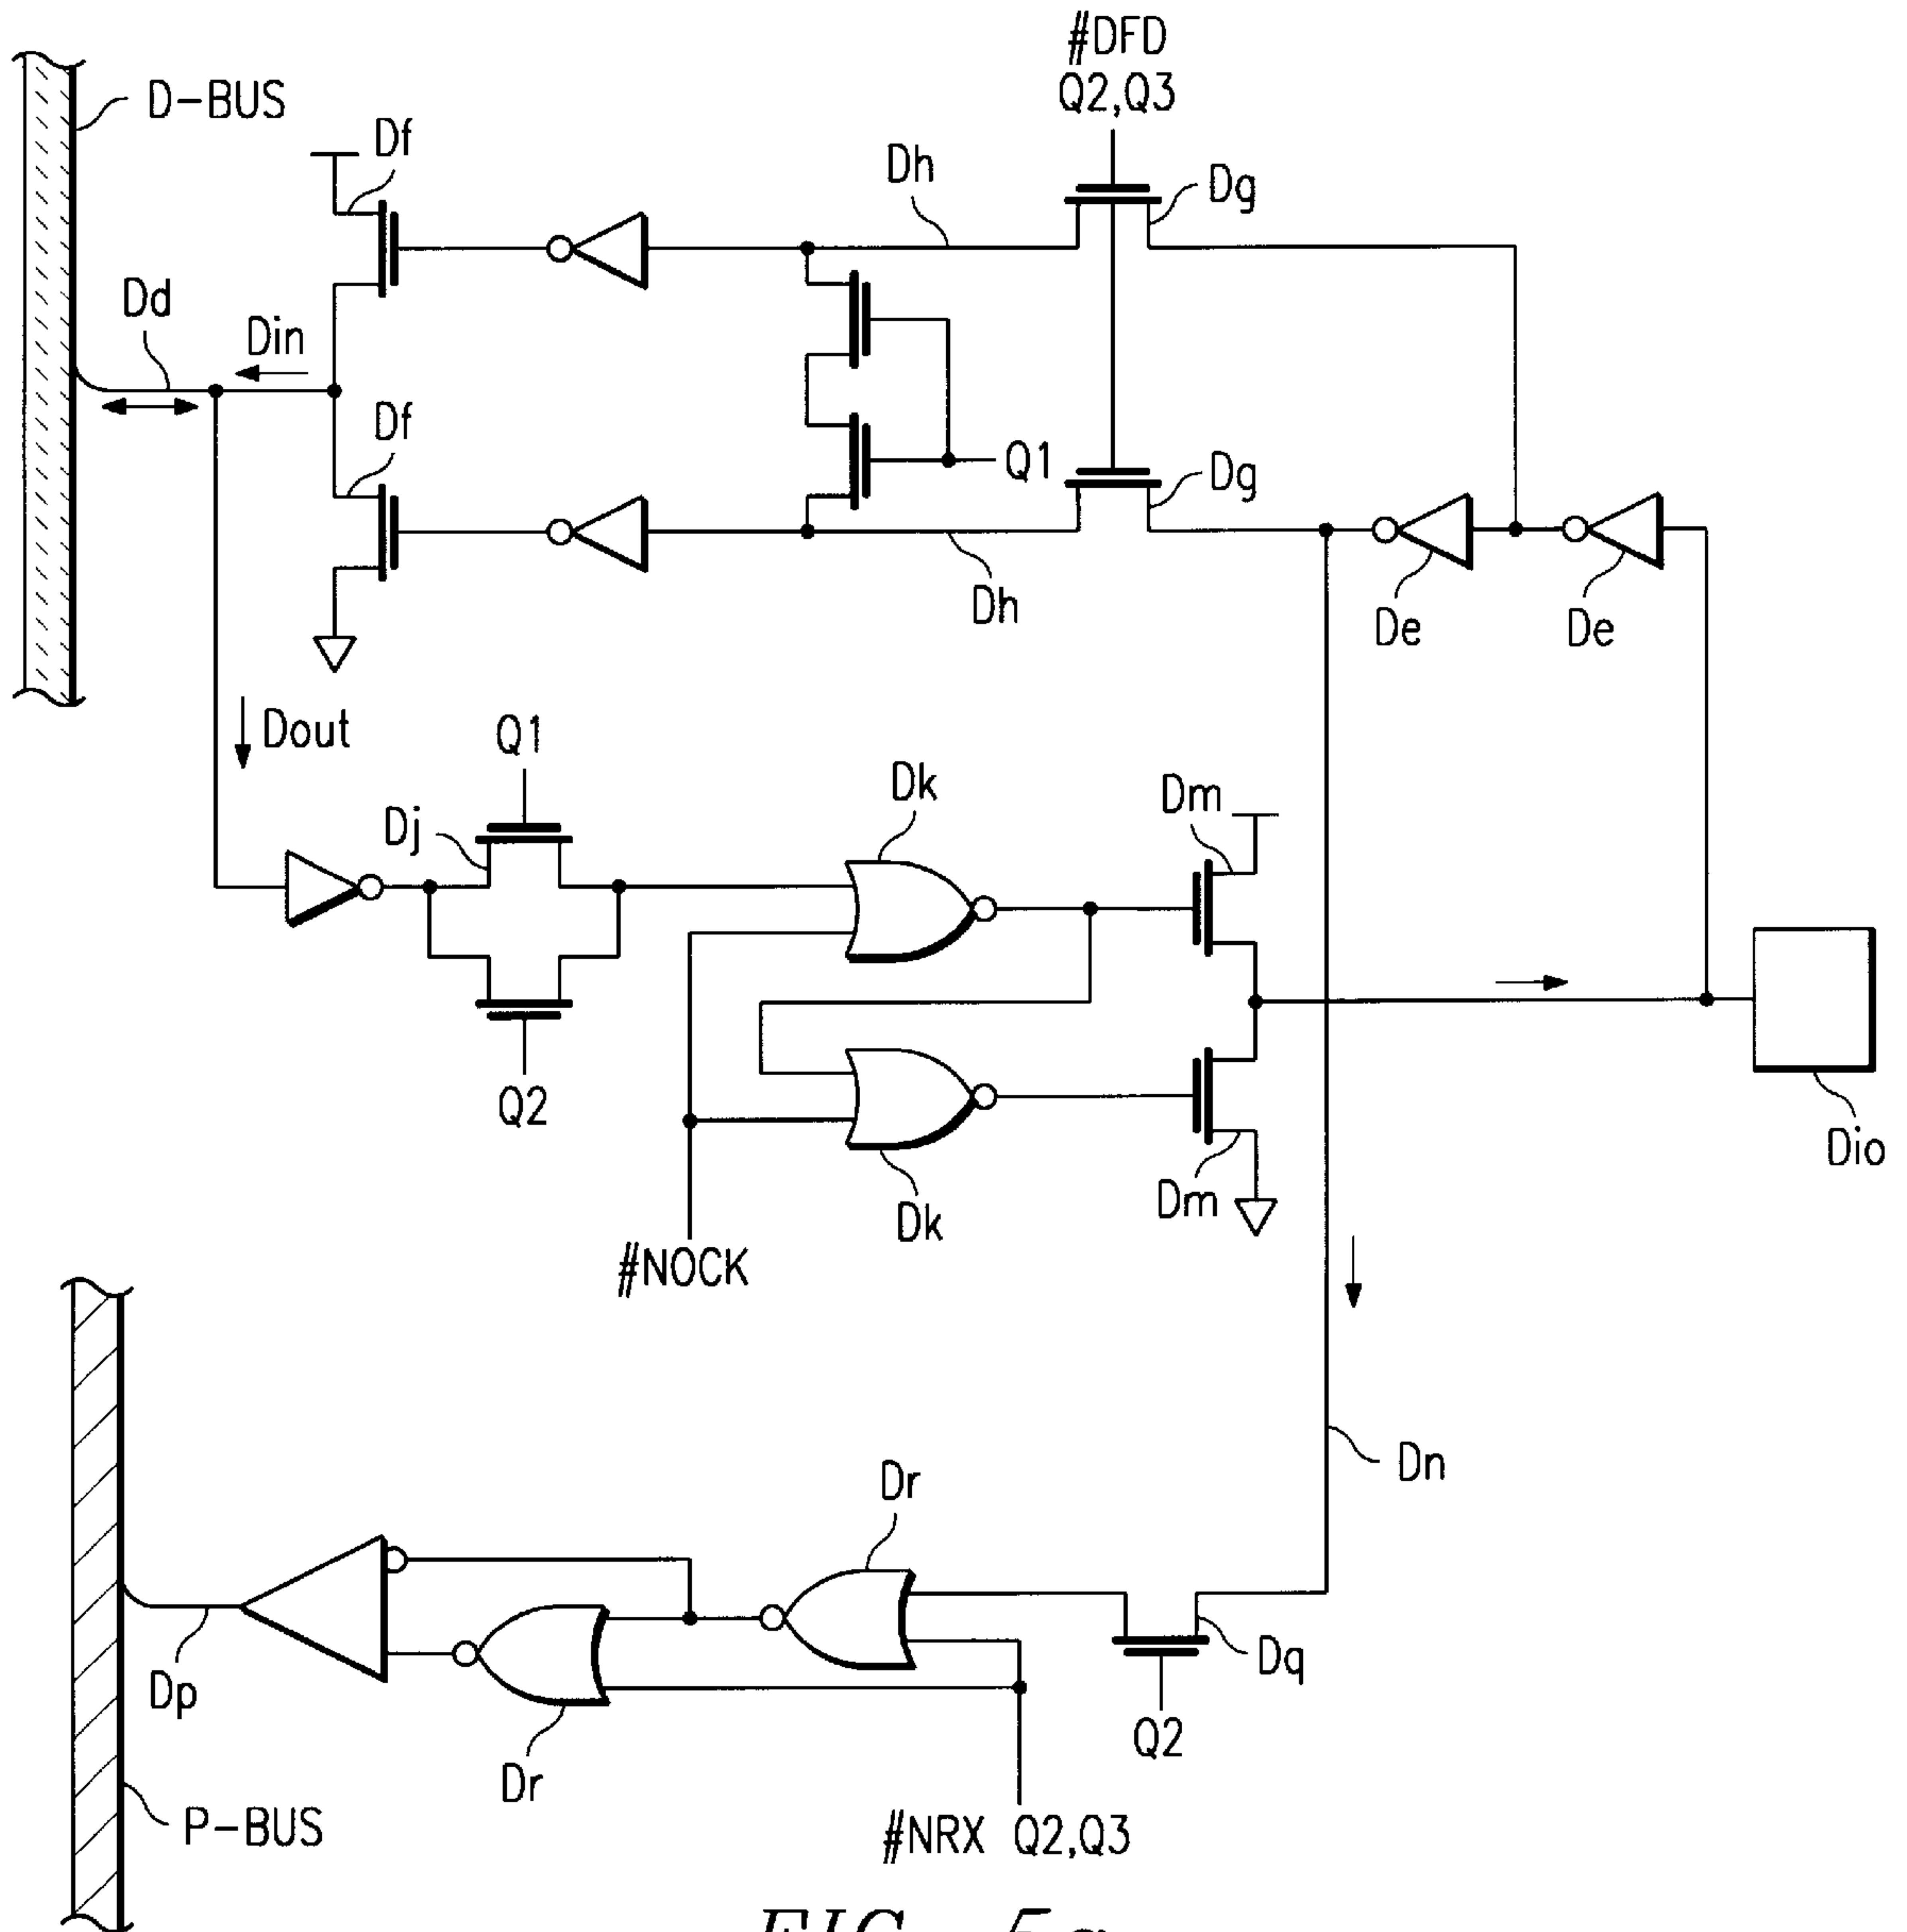 #DFD
Q2,Q3
D-BUS
Df
Dh
Dg
Dd
Din
Df
Q1
Dg
Dh
De
De
Dout
Q1
Dk
Dm
Dj
Q2
Dio
Dm
Dk
#NOCK
Dn
Dr
Dq
Dp
Q2
Dr
P-BUS
#NRX Q2,Q3